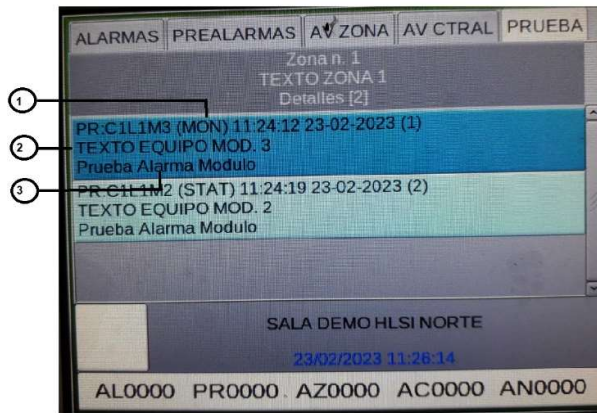 ALARMAS PREALARMAS AV ZONA AV CTRAL PRUEBA
Zona n. 1
TEXTO ZONA 1
Detalles [2]
1
PR:C1L1M3 (MON) 11:24:12 23-02-2023 (1)
2
TEXTO EQUIPO MOD. 3
3
Prueba Alarma Modulo
PR:C1L1M2 (STAT) 11:24:19 23-02-2023 (2)
TEXTO EQUIPO MOD. 2
Prueba Alarma Modulo
SALA DEMO HLSI NORTE
23/02/2023 11:26:14
AL0000 PR0000 AZ0000 AC0000 AN0000